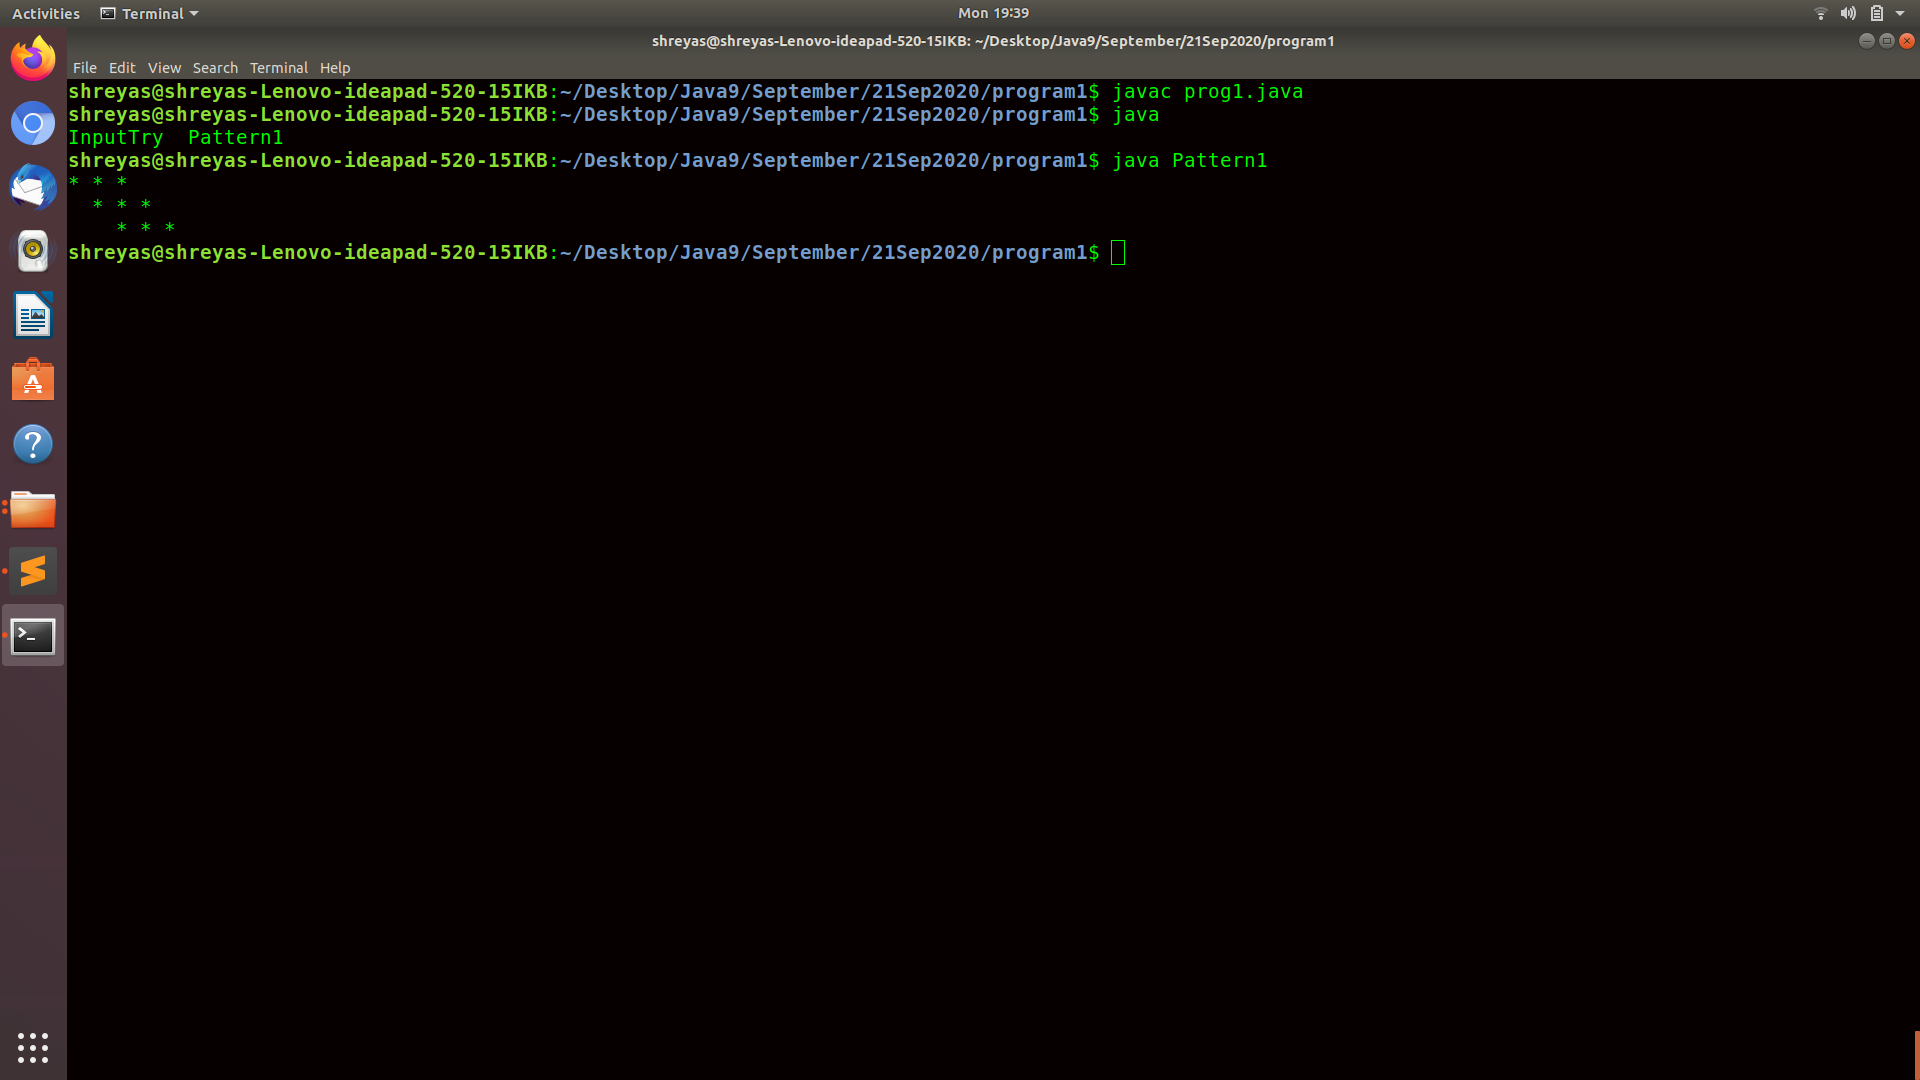 Activities Terminal Mon 19:39
shreyas@shreyas-Lenovo-ideapad-520-15IKB: ~/Desktop/Java9/September/21Sep2020/program1
File Edit View Search Terminal Help
shreyas@shreyas-Lenovo-ideapad-520-15IKB:~/Desktop/Java9/September/21Sep2020/program1$ javac prog1.java
shreyas@shreyas-Lenovo-ideapad-520-15IKB:~/Desktop/Java9/September/21Sep2020/program1$ java
InputTry  Pattern1
shreyas@shreyas-Lenovo-ideapad-520-15IKB:~/Desktop/Java9/September/21Sep2020/program1$ java Pattern1
* * *
  * * *
    * * *
shreyas@shreyas-Lenovo-ideapad-520-15IKB:~/Desktop/Java9/September/21Sep2020/program1$